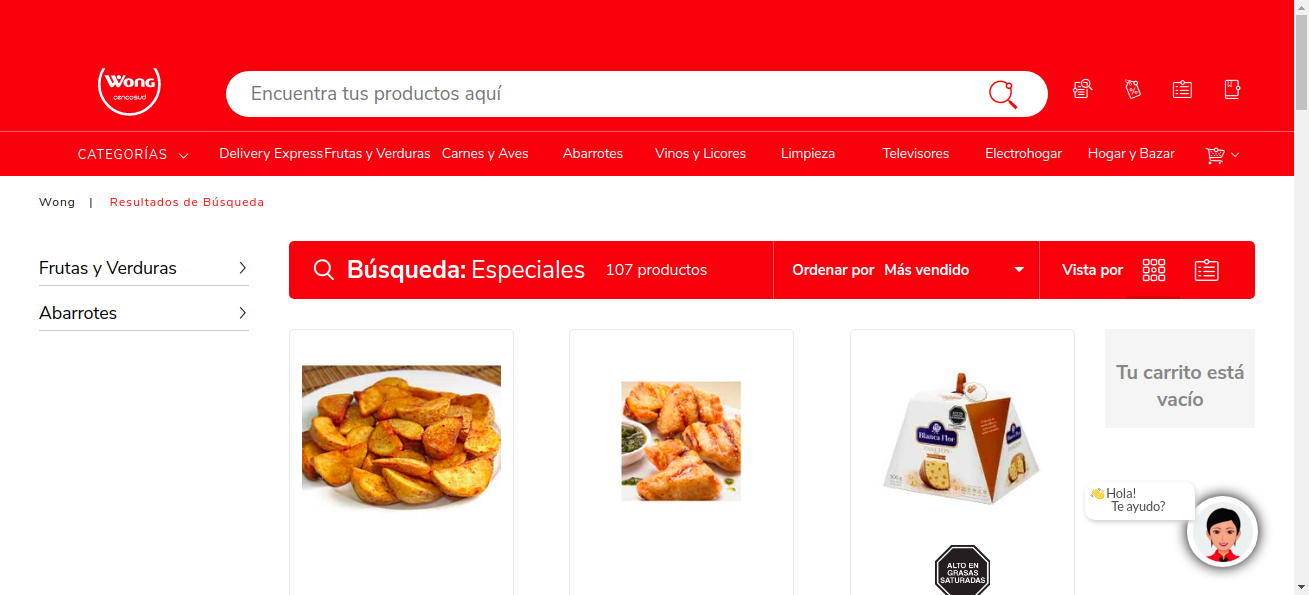 Wong
cencosud
Encuentra tus productos aquí
CATEGORÍAS
Delivery Express Frutas y Verduras Carnes y Aves Abarrotes Vinos y Licores Limpieza Televisores Electrohogar Hogar y Bazar
Wong | Resultados de Búsqueda
Frutas y Verduras
Abarrotes
Búsqueda: Especiales 107 productos Ordenar por Más vendido Vista por
Blanca Flor
PANETÓN
ALTO EN
GRASAS
SATURADAS
Tu carrito está
vacío
👋 Hola!
Te ayudo?